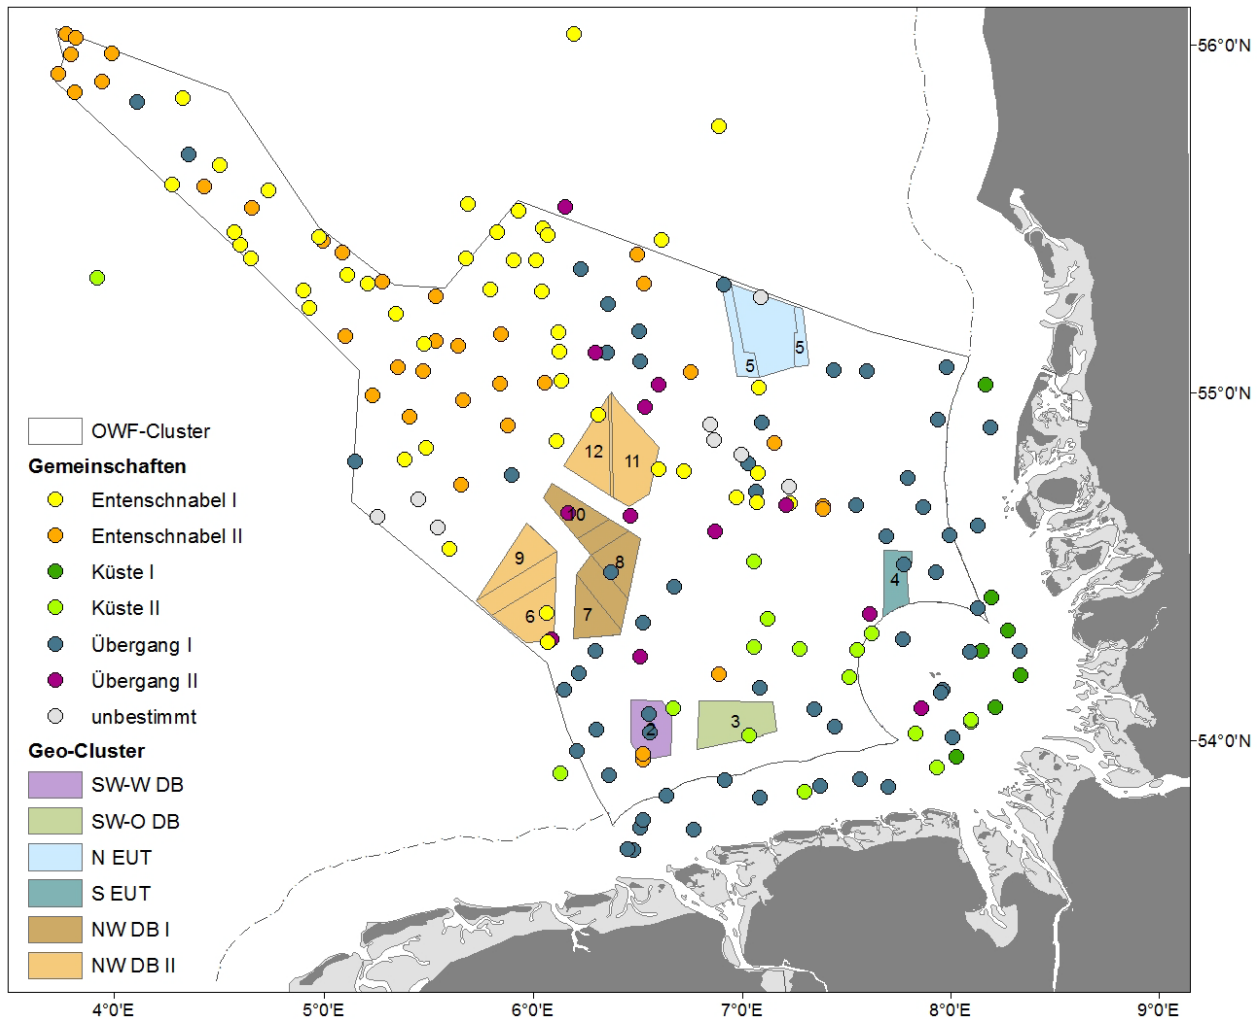 56°0'N
55°0'N
54°0'N
5
5
12
11
10
9
8
7
6
4
3
2
OWF-Cluster
Gemeinschaften
Entenschnabel I
Entenschnabel II
Küste I
Küste II
Übergang I
Übergang II
unbestimmt
Geo-Cluster
SW-W DB
SW-O DB
N EUT
S EUT
NW DB I
NW DB II
4°0'E
5°0'E
6°0'E
7°0'E
8°0'E
9°0'E